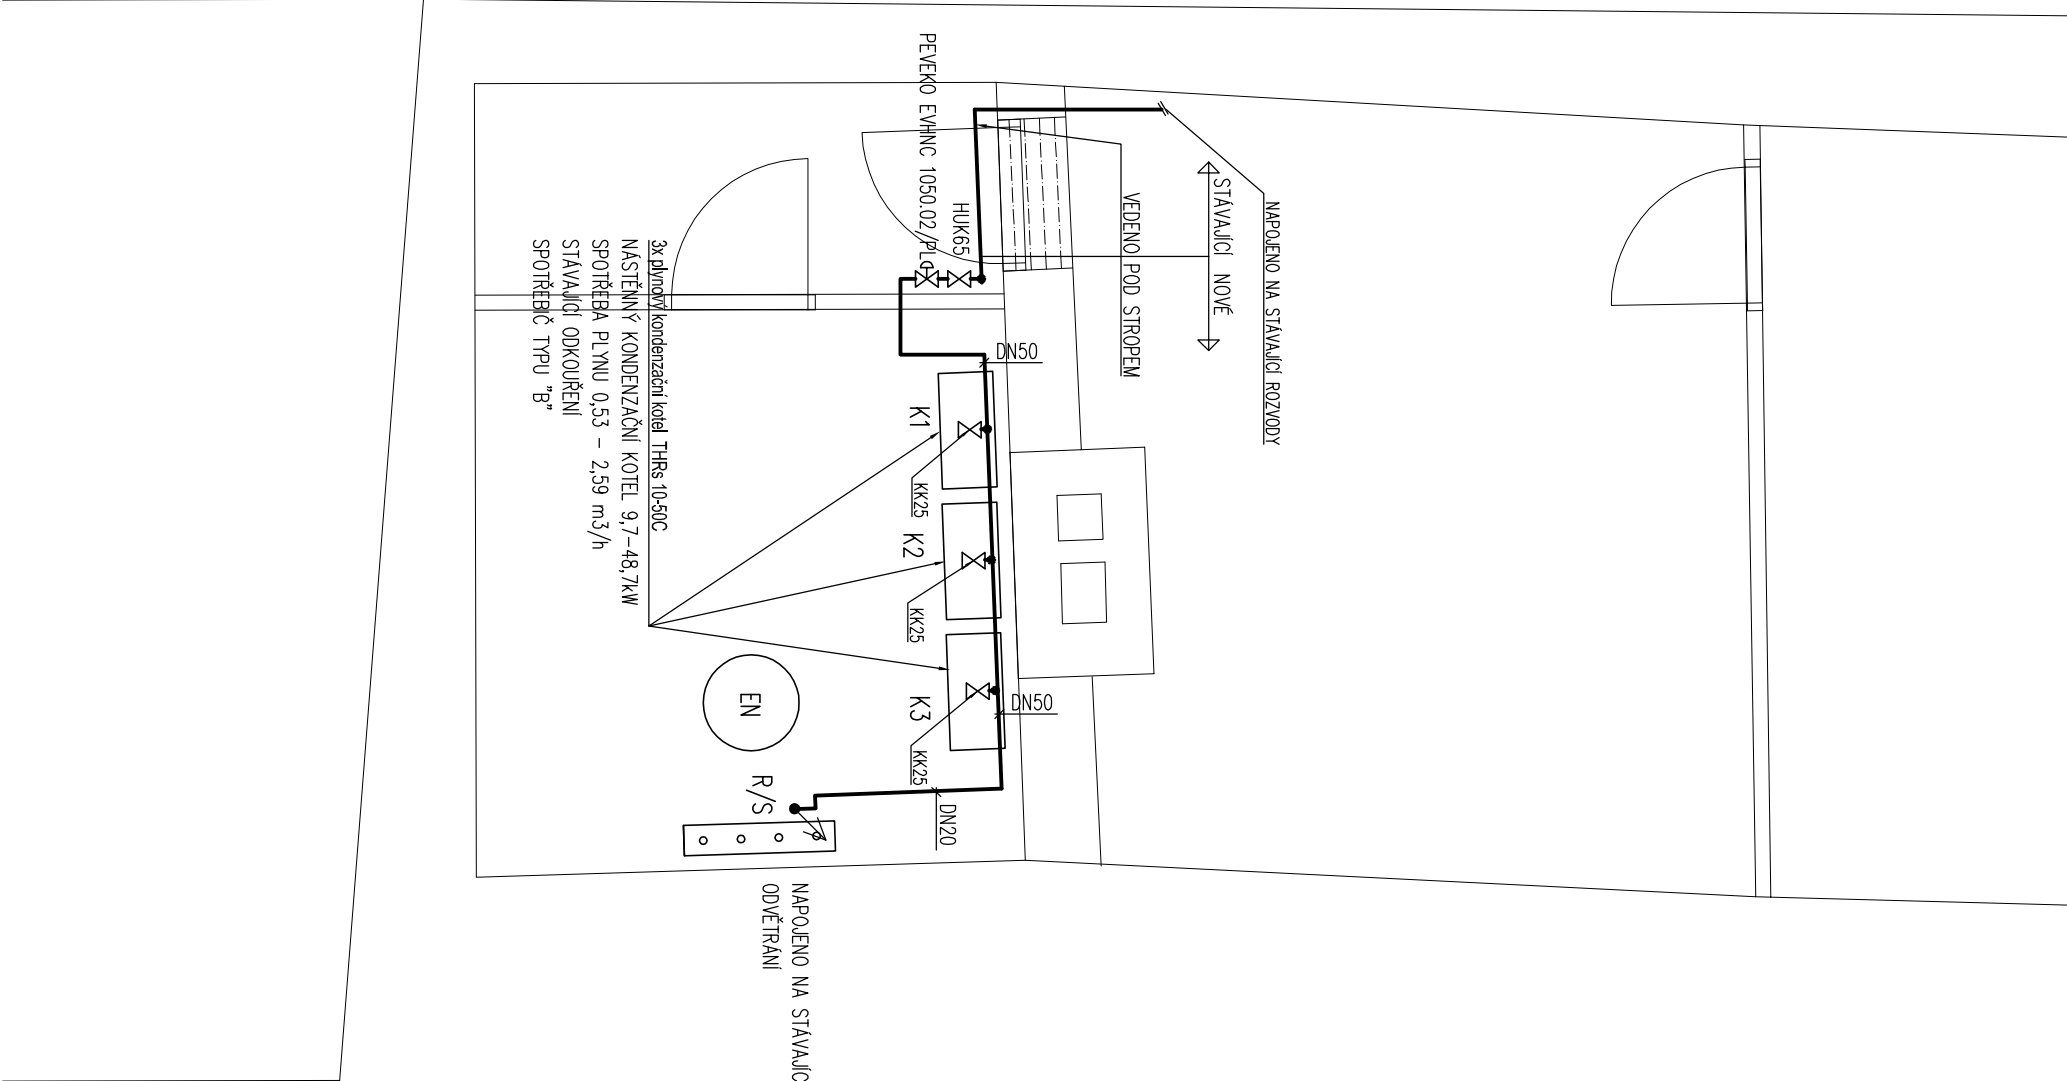 PEVEKO EVHNC 1050.02/PL
HUK65
VEDENO POD STROPEM
STÁVAJÍCÍ NOVÉ
NAPOJENO NA STÁVAJÍCÍ ROZVODY
3x plynový kondenzační kotel THRs 10-50C
NÁSTĚNNÝ KONDENZAČNÍ KOTEL 9,7-48,7kW
SPOTŘEBA PLYNU 0,53 - 2,59 m3/h
STÁVAJÍCÍ ODKOUŘENÍ
SPOTŘEBIČ TYPU "B"
DN50
K1
KK25
K2
KK25
K3
KK25
DN50
EN
R/S
DN20
NAPOJENO NA STÁVAJÍC
ODVĚTRÁNÍ